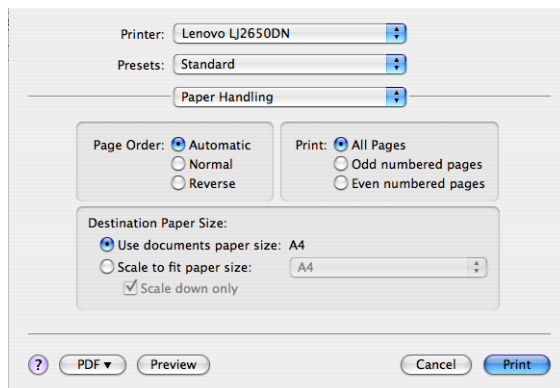 Printer: Lenovo LJ2650DN
Presets: Standard
Paper Handling
Page Order: Automatic
Normal
Reverse
Print: All Pages
Odd numbered pages
Even numbered pages
Destination Paper Size:
Use documents paper size: A4
Scale to fit paper size: A4
Scale down only
? PDF ▾ Preview Cancel Print